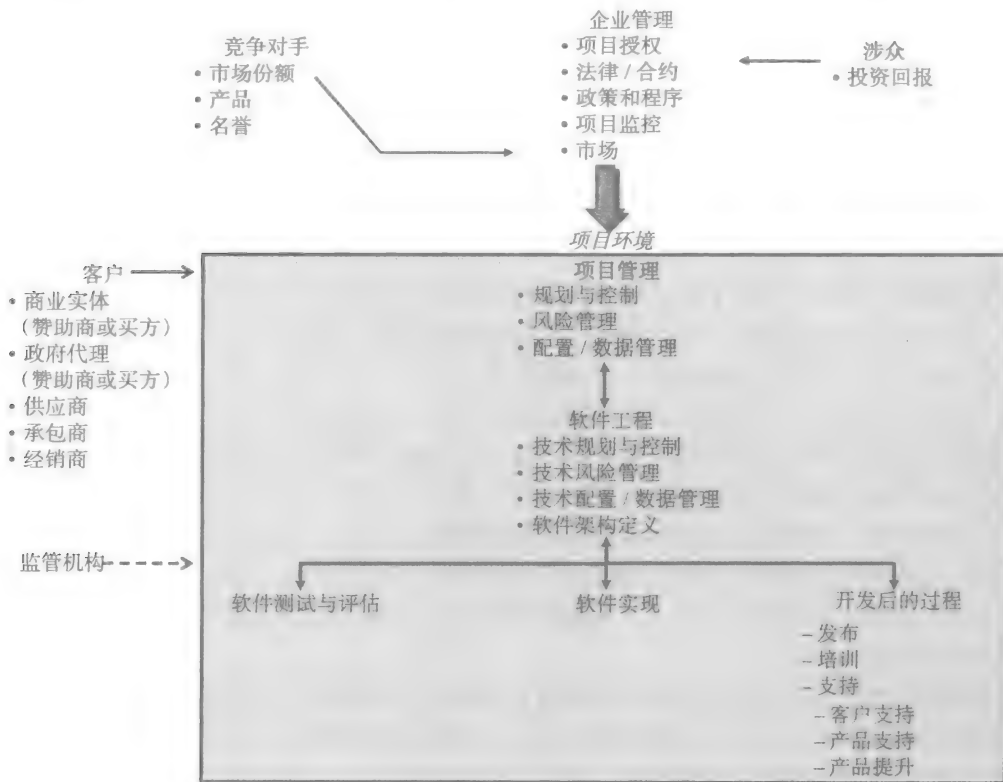 企业管理
• 项目授权
• 法律 / 合约
• 政策和程序
• 项目监控
• 市场
竞争对手
• 市场份额
• 产品
• 名誉
涉众
• 投资回报
项目环境
客户
• 商业实体
(赞助商或买方)
• 政府代理
(赞助商或买方)
• 供应商
• 承包商
• 经销商
监管机构
项目管理
• 规划与控制
• 风险管理
• 配置 / 数据管理
软件工程
• 技术规划与控制
• 技术风险管理
• 技术配置 / 数据管理
• 软件架构定义
软件测试与评估
软件实现
开发后的过程
– 发布
– 培训
– 支持
– 客户支持
– 产品支持
– 产品提升